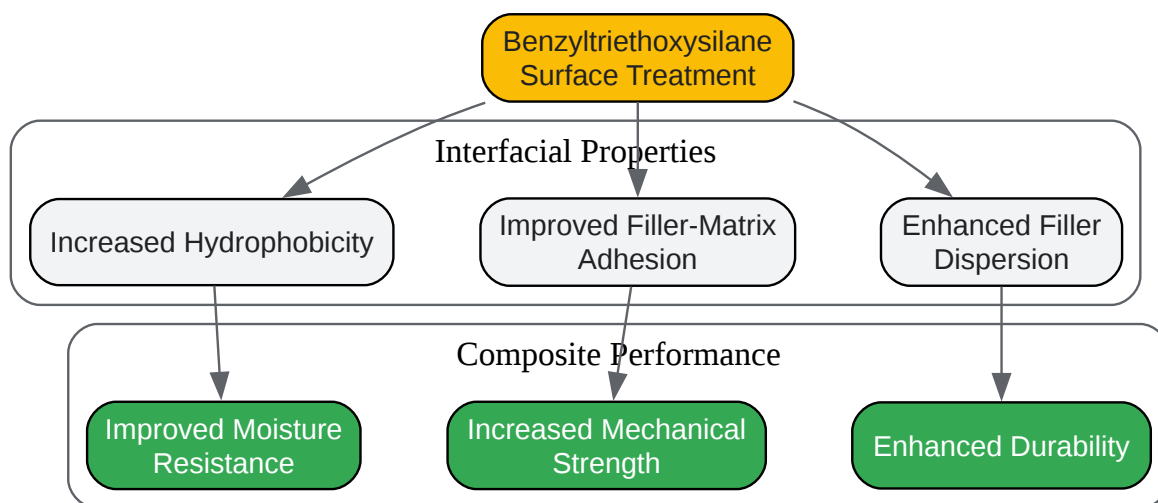 Benzyltriethoxysilane
Surface Treatment
Interfacial Properties
Increased Hydrophobicity
Improved Filler-Matrix
Adhesion
Enhanced Filler
Dispersion
Composite Performance
Improved Moisture
Resistance
Increased Mechanical
Strength
Enhanced Durability